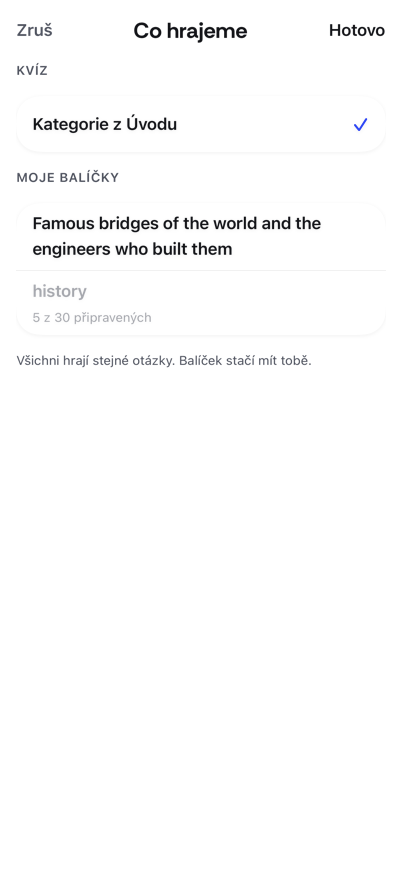 Zruš
Co hrajeme
Hotovo
KVÍZ
Kategorie z Úvodu
MOJE BALÍČKY
Famous bridges of the world and the
engineers who built them
history
5 z 30 připravených
Všichni hrají stejné otázky. Balíček stačí mít tobě.